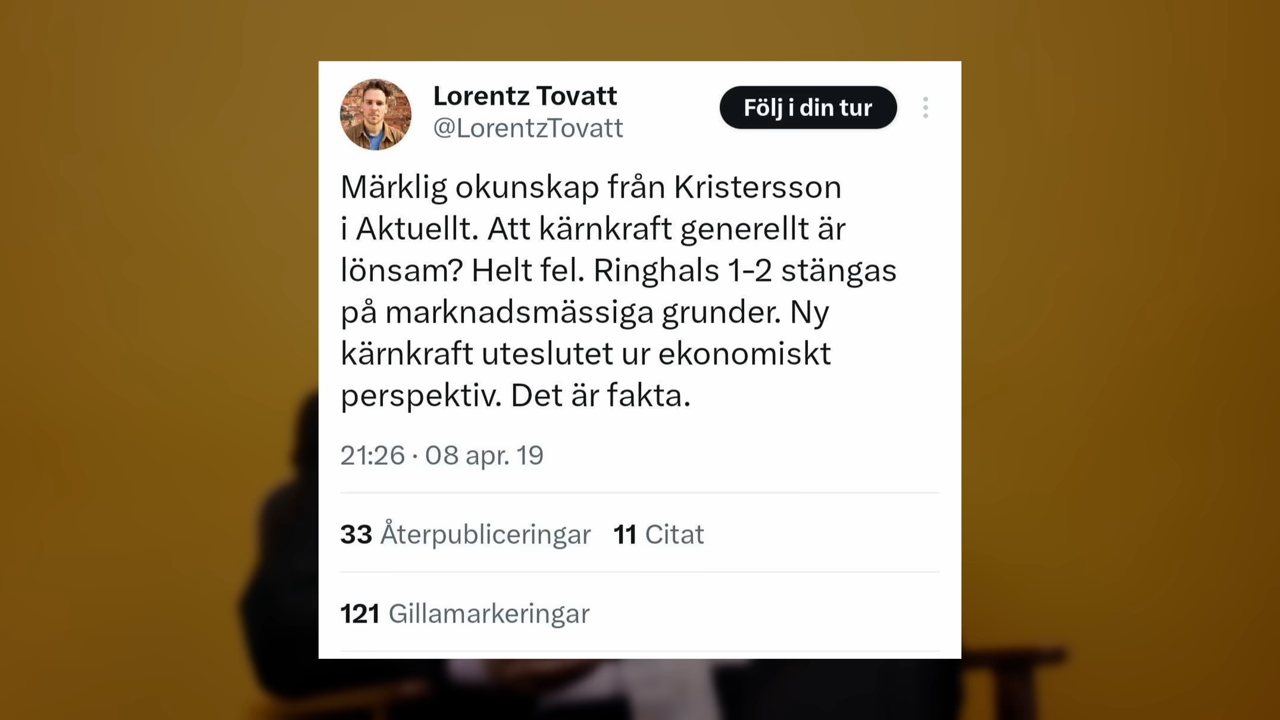 Lorentz Tovatt
@LorentzTovatt
Följ i din tur
Märklig okunskap från Kristersson
i Aktuellt. Att kärnkraft generellt är
lönsam? Helt fel. Ringhals 1-2 stängas
på marknadsmässiga grunder. Ny
kärnkraft uteslutet ur ekonomiskt
perspektiv. Det är fakta.
21:26 · 08 apr. 19
33 Återpubliceringar 11 Citat
121 Gillamarkeringar